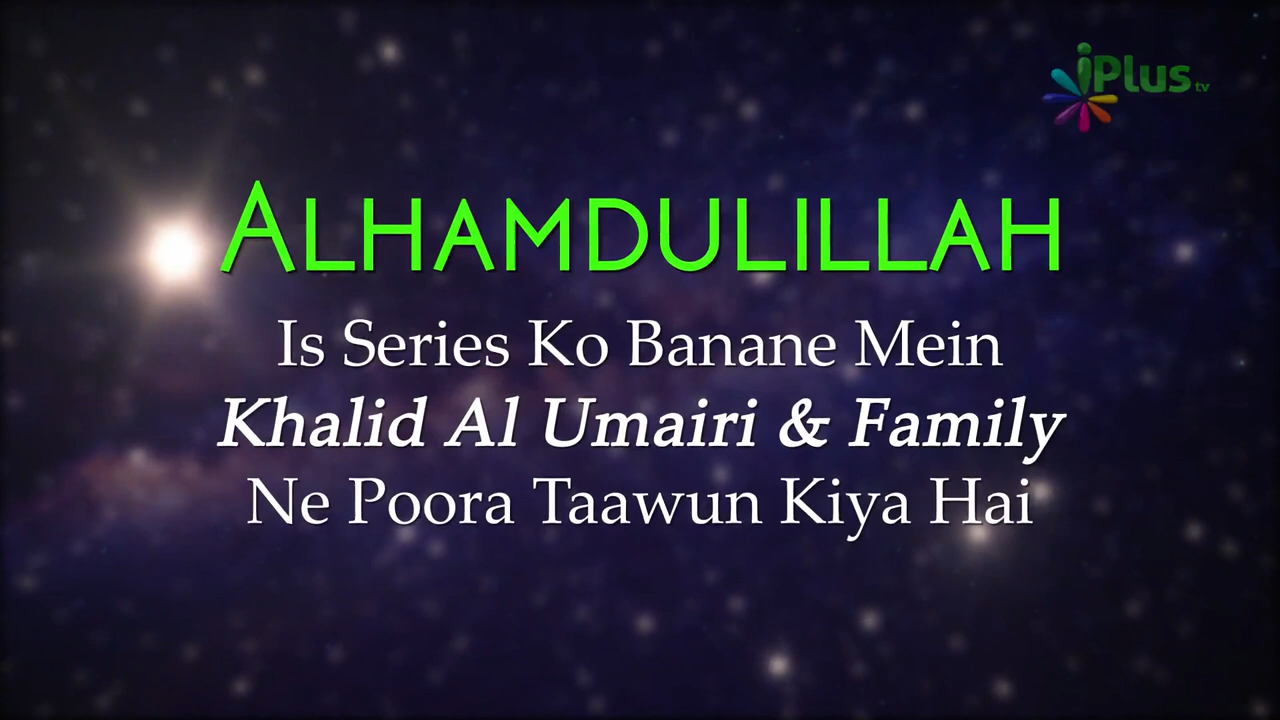 iPlus tv
ALHAMDULILLAH
Is Series Ko Banane Mein
Khalid Al Umairi & Family
Ne Poora Taawun Kiya Hai